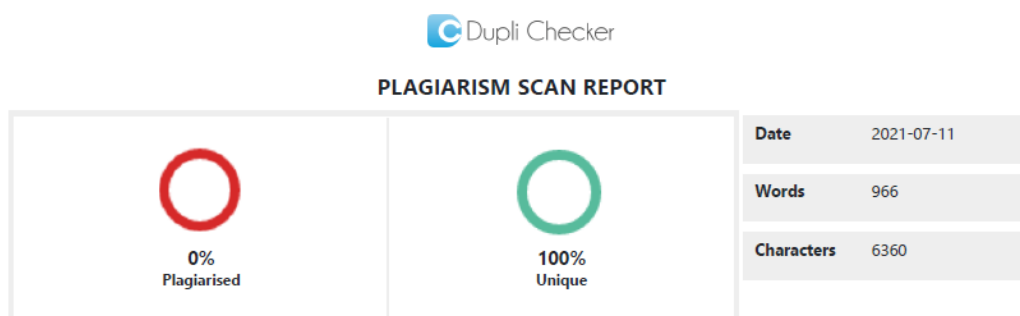 Dupli Checker
PLAGIARISM SCAN REPORT
0%
Plagiarised
100%
Unique
Date 2021-07-11
Words 966
Characters 6360